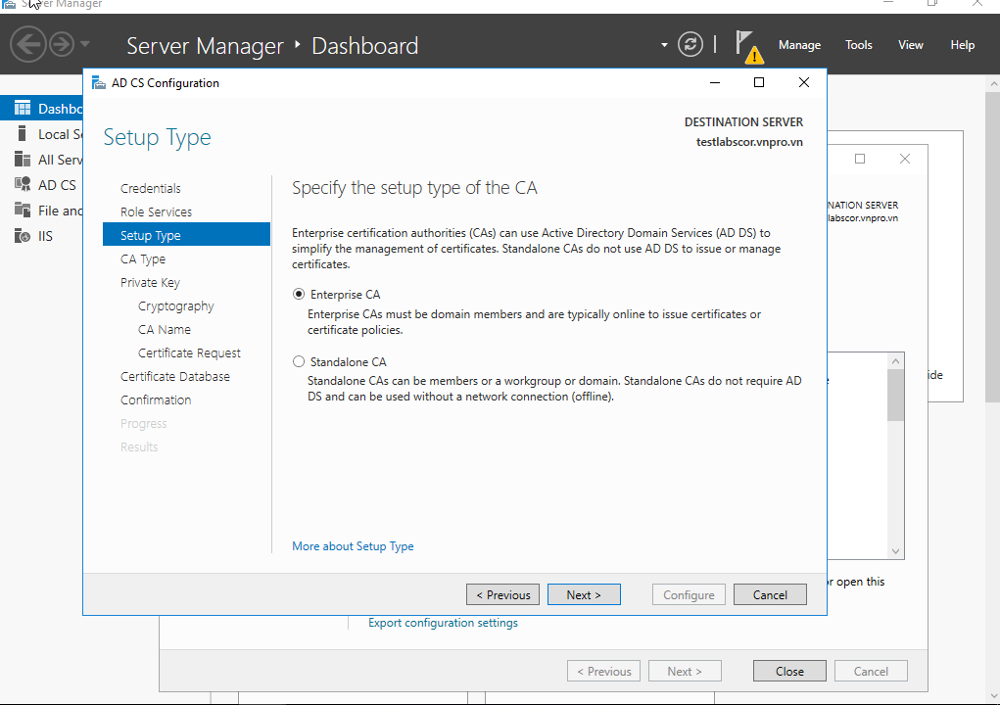 Server Manager
Server Manager ‣ Dashboard
Manage Tools View Help
AD CS Configuration
Setup Type
DESTINATION SERVER
testlabscor.vnpro.vn
Dashbo
Local Se
All Serv
AD CS
File and
IIS
Credentials
Role Services
Setup Type
CA Type
Private Key
Cryptography
CA Name
Certificate Request
Certificate Database
Confirmation
Progress
Results
Specify the setup type of the CA
Enterprise certification authorities (CAs) can use Active Directory Domain Services (AD DS) to
simplify the management of certificates. Standalone CAs do not use AD DS to issue or manage
certificates.
Enterprise CA
Enterprise CAs must be domain members and are typically online to issue certificates or
certificate policies.
Standalone CA
Standalone CAs can be members or a workgroup or domain. Standalone CAs do not require AD
DS and can be used without a network connection (offline).
More about Setup Type
< Previous Next > Configure Cancel
NATION SERVER
labscor.vnpro.vn
ide
or open this
Export configuration settings
< Previous Next > Close Cancel